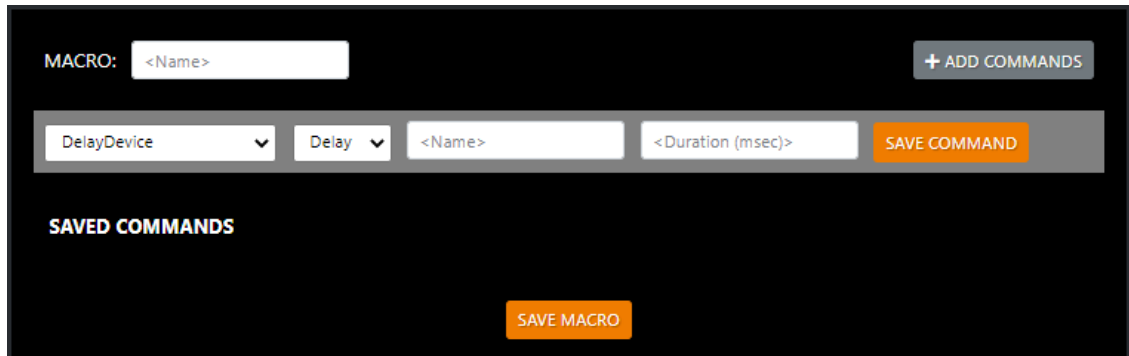 MACRO: <Name> + ADD COMMANDS
DelayDevice Delay <Name> <Duration (msec)> SAVE COMMAND
SAVED COMMANDS
SAVE MACRO